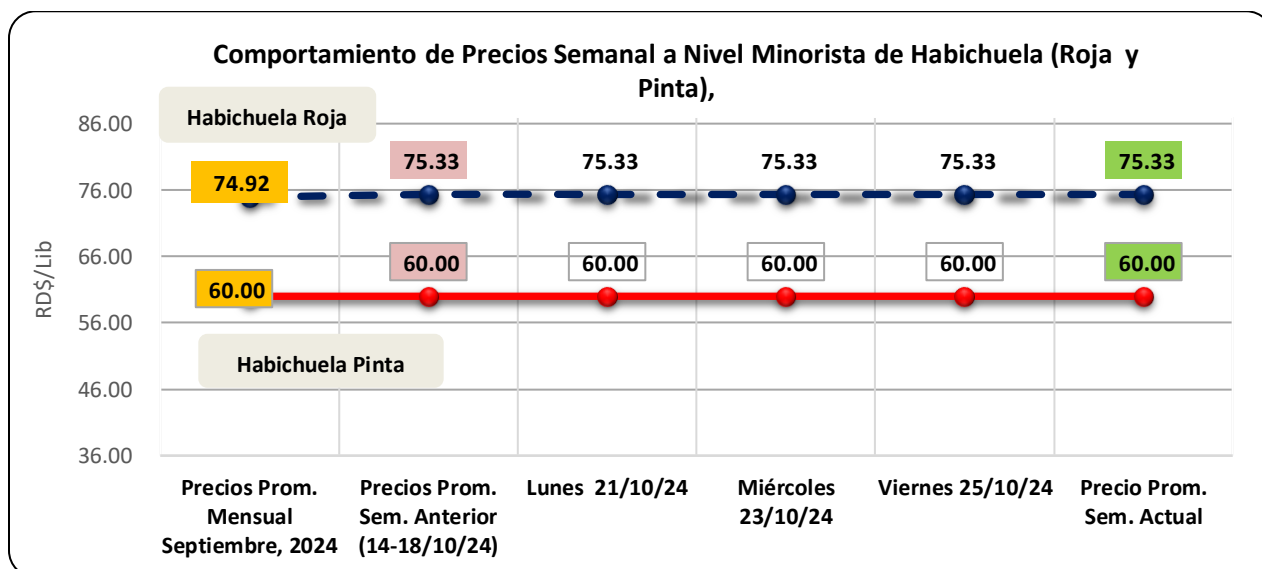 Comportamiento de Precios Semanal a Nivel Minorista de Habichuela (Roja y
Pinta),
Habichuela Roja
86.00
76.00
66.00
56.00
46.00
36.00
RD$/Lib
74.92
75.33
75.33
75.33
75.33
75.33
60.00
60.00
60.00
60.00
60.00
60.00
Habichuela Pinta
Precios Prom.
Mensual
Septiembre, 2024
Precios Prom.
Sem. Anterior
(14-18/10/24)
Lunes 21/10/24
Miércoles
23/10/24
Viernes 25/10/24
Precio Prom.
Sem. Actual